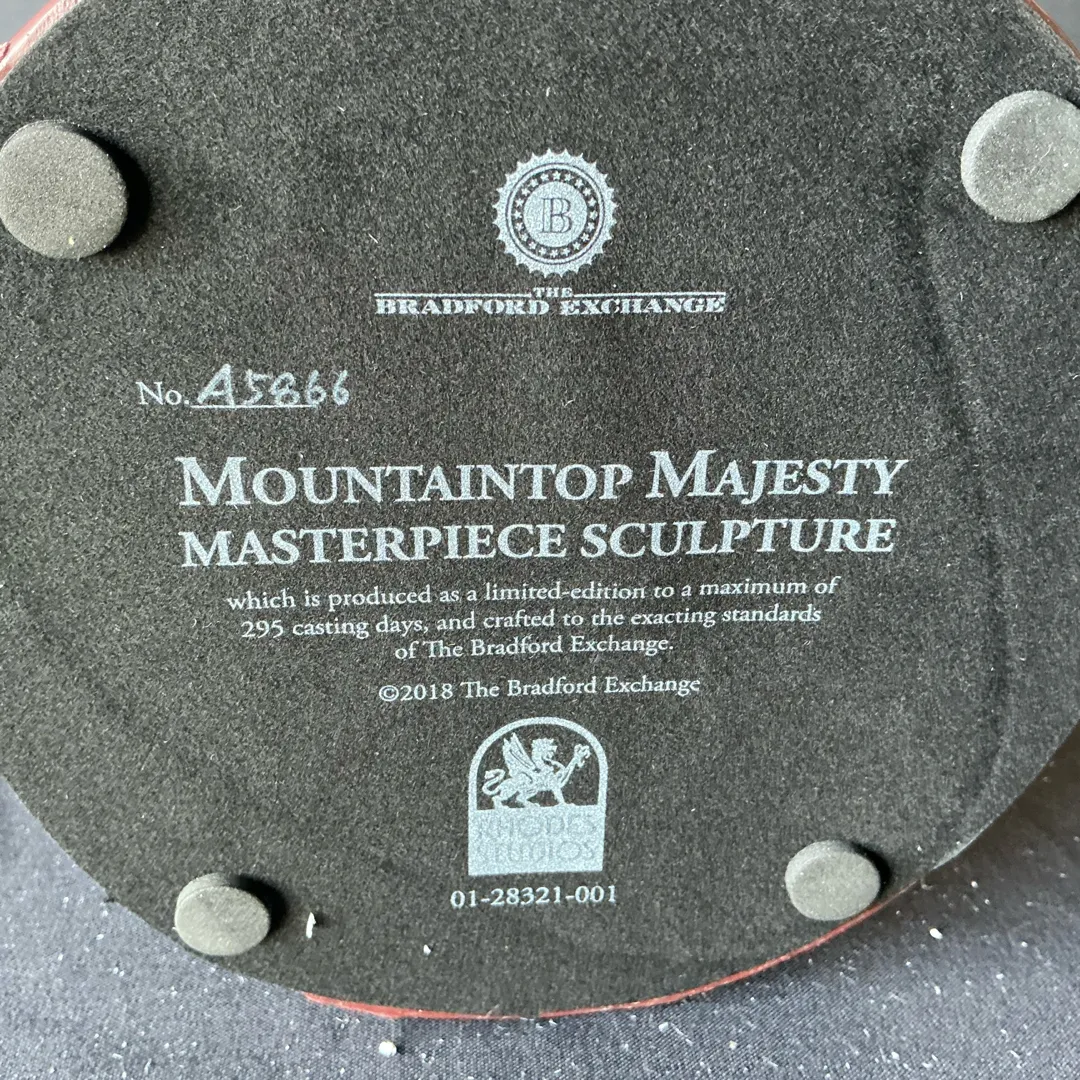 B
THE
BRADFORD EXCHANGE
No. A5866
MOUNTAINTOP MAJESTY
MASTERPIECE SCULPTURE
which is produced as a limited-edition to a maximum of
295 casting days, and crafted to the exacting standards
of The Bradford Exchange.
©2018 The Bradford Exchange
RHODES
STUDIOS
01-28321-001